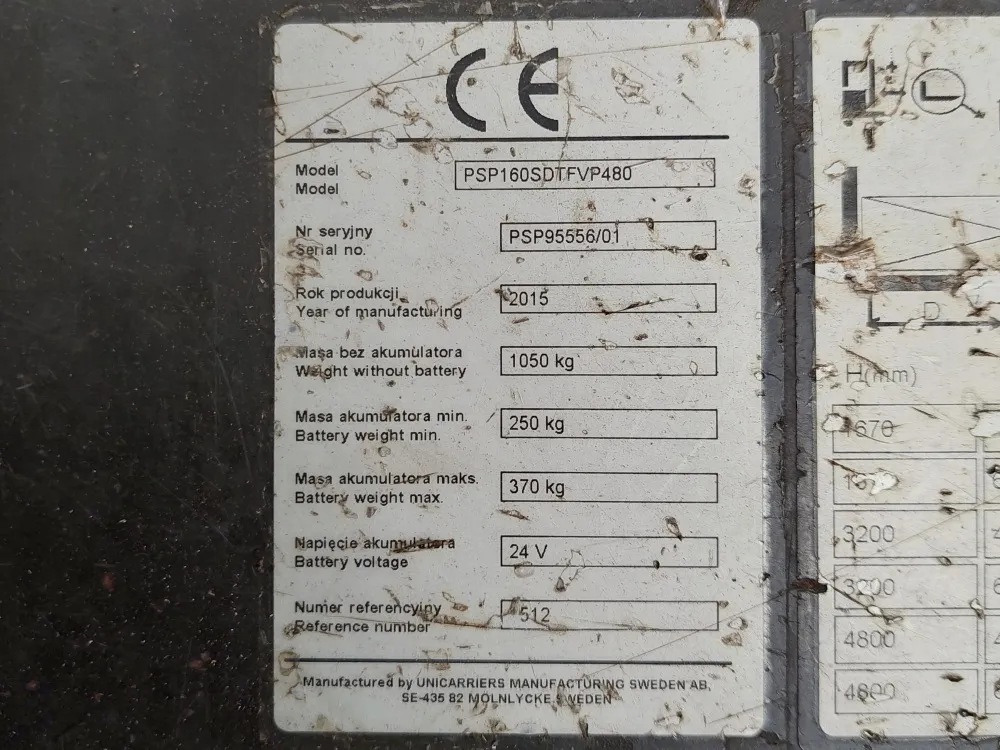 CE
Model
Model
PSP160SDTFVP480
Nr seryjny
Serial no.
PSP95556/01
Rok produkcji
Year of manufacturing
2015
Masa bez akumulatora
Weight without battery
1050 kg
Masa akumulatora min.
Battery weight min.
250 kg
Masa akumulatora maks.
Battery weight max.
370 kg
Napięcie akumulatora
Battery voltage
24 V
Numer referencyjny
Reference number
512
Manufactured by UNICARRIERS MANUFACTURING SWEDEN AB,
SE-435 82 MÖLNLYCKE SWEDEN
L
D
H(mm)
3200
3200
4800
4800